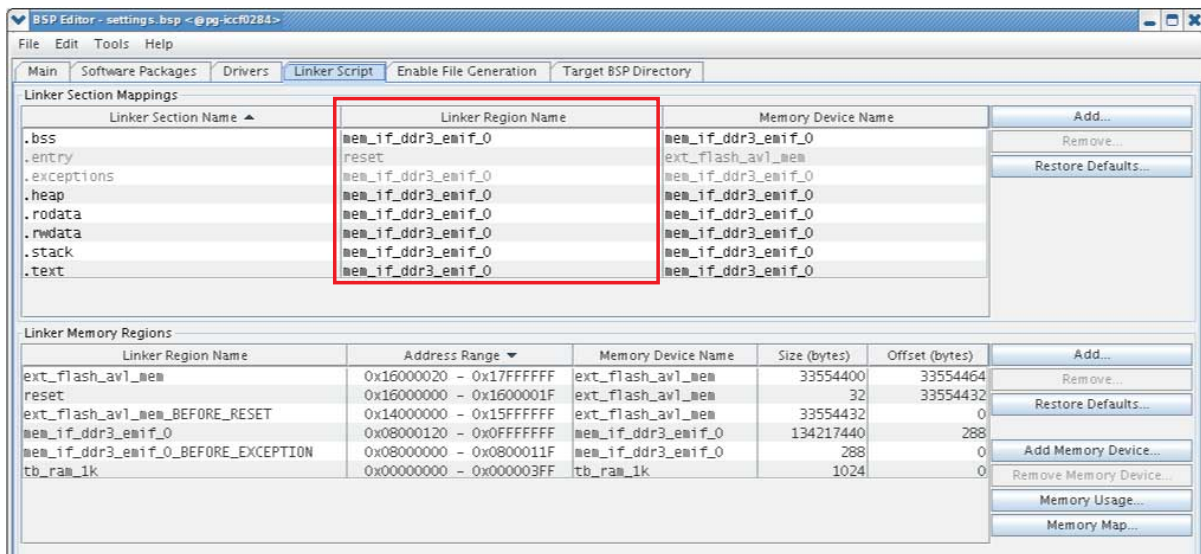 BSP Editor - settings.bsp <@pg-iccf0284>
File Edit Tools Help
Main Software Packages Drivers Linker Script Enable File Generation Target BSP Directory
Linker Section Mappings
Linker Section Name Linker Region Name Memory Device Name Add...
.bss mem_if_ddr3_emif_0 mem_if_ddr3_emif_0 Remove...
.entry reset ext_flash_avl_mem
.exceptions mem_if_ddr3_emif_0 mem_if_ddr3_emif_0 Restore Defaults...
.heap mem_if_ddr3_emif_0 mem_if_ddr3_emif_0
.rodata mem_if_ddr3_emif_0 mem_if_ddr3_emif_0
.rwdata mem_if_ddr3_emif_0 mem_if_ddr3_emif_0
.stack mem_if_ddr3_emif_0 mem_if_ddr3_emif_0
.text mem_if_ddr3_emif_0 mem_if_ddr3_emif_0
Linker Memory Regions
Linker Region Name Address Range Memory Device Name Size (bytes) Offset (bytes) Add...
ext_flash_avl_mem 0x16000020 - 0x17FFFFFF ext_flash_avl_mem 33554400 33554464 Remove...
reset 0x16000000 - 0x1600001F ext_flash_avl_mem 32 33554432 Restore Defaults...
ext_flash_avl_mem_BEFORE_RESET 0x14000000 - 0x15FFFFFF ext_flash_avl_mem 33554432 0
mem_if_ddr3_emif_0 0x08000120 - 0x0FFFFFFF mem_if_ddr3_emif_0 134217440 288
mem_if_ddr3_emif_0_BEFORE_EXCEPTION 0x08000000 - 0x0800011F mem_if_ddr3_emif_0 288 0 Add Memory Device...
tb_ram_1k 0x00000000 - 0x000003FF tb_ram_1k 1024 0 Remove Memory Device...
Memory Usage...
Memory Map...